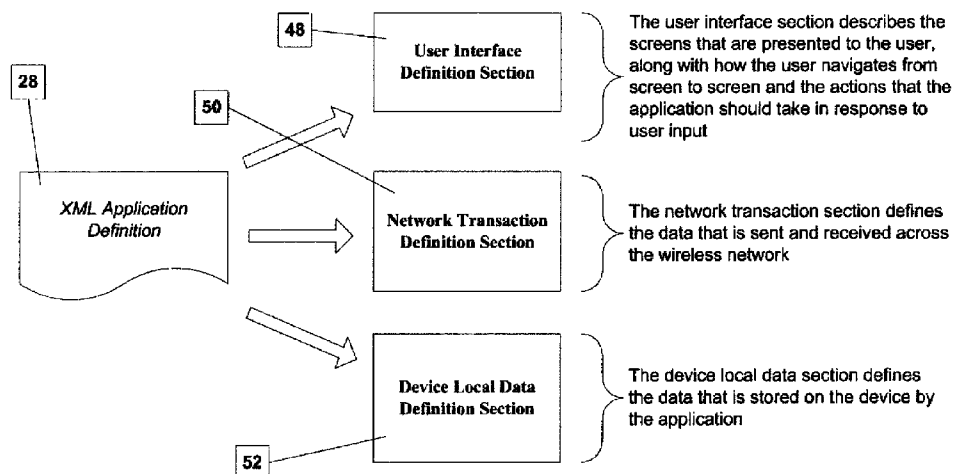 28
XML Application
Definition
48
User Interface
Definition Section
The user interface section describes the
screens that are presented to the user,
along with how the user navigates from
screen to screen and the actions that the
application should take in response to
user input
50
Network Transaction
Definition Section
The network transaction section defines
the data that is sent and received across
the wireless network
Device Local Data
Definition Section
52
The device local data section defines
the data that is stored on the device by
the application